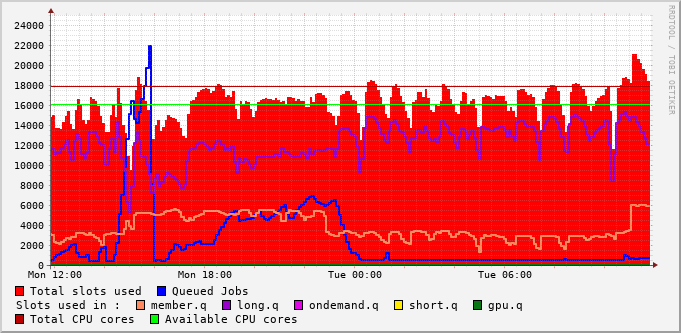 RRDTOOL / TOBI OETIKER
24000
22000
20000
18000
16000
14000
12000
10000
8000
6000
4000
2000
0
Mon 12:00 Mon 18:00 Tue 00:00 Tue 06:00
Total slots used Queued Jobs
Slots used in : member.q long.q ondemand.q short.q gpu.q
Total CPU cores Available CPU cores